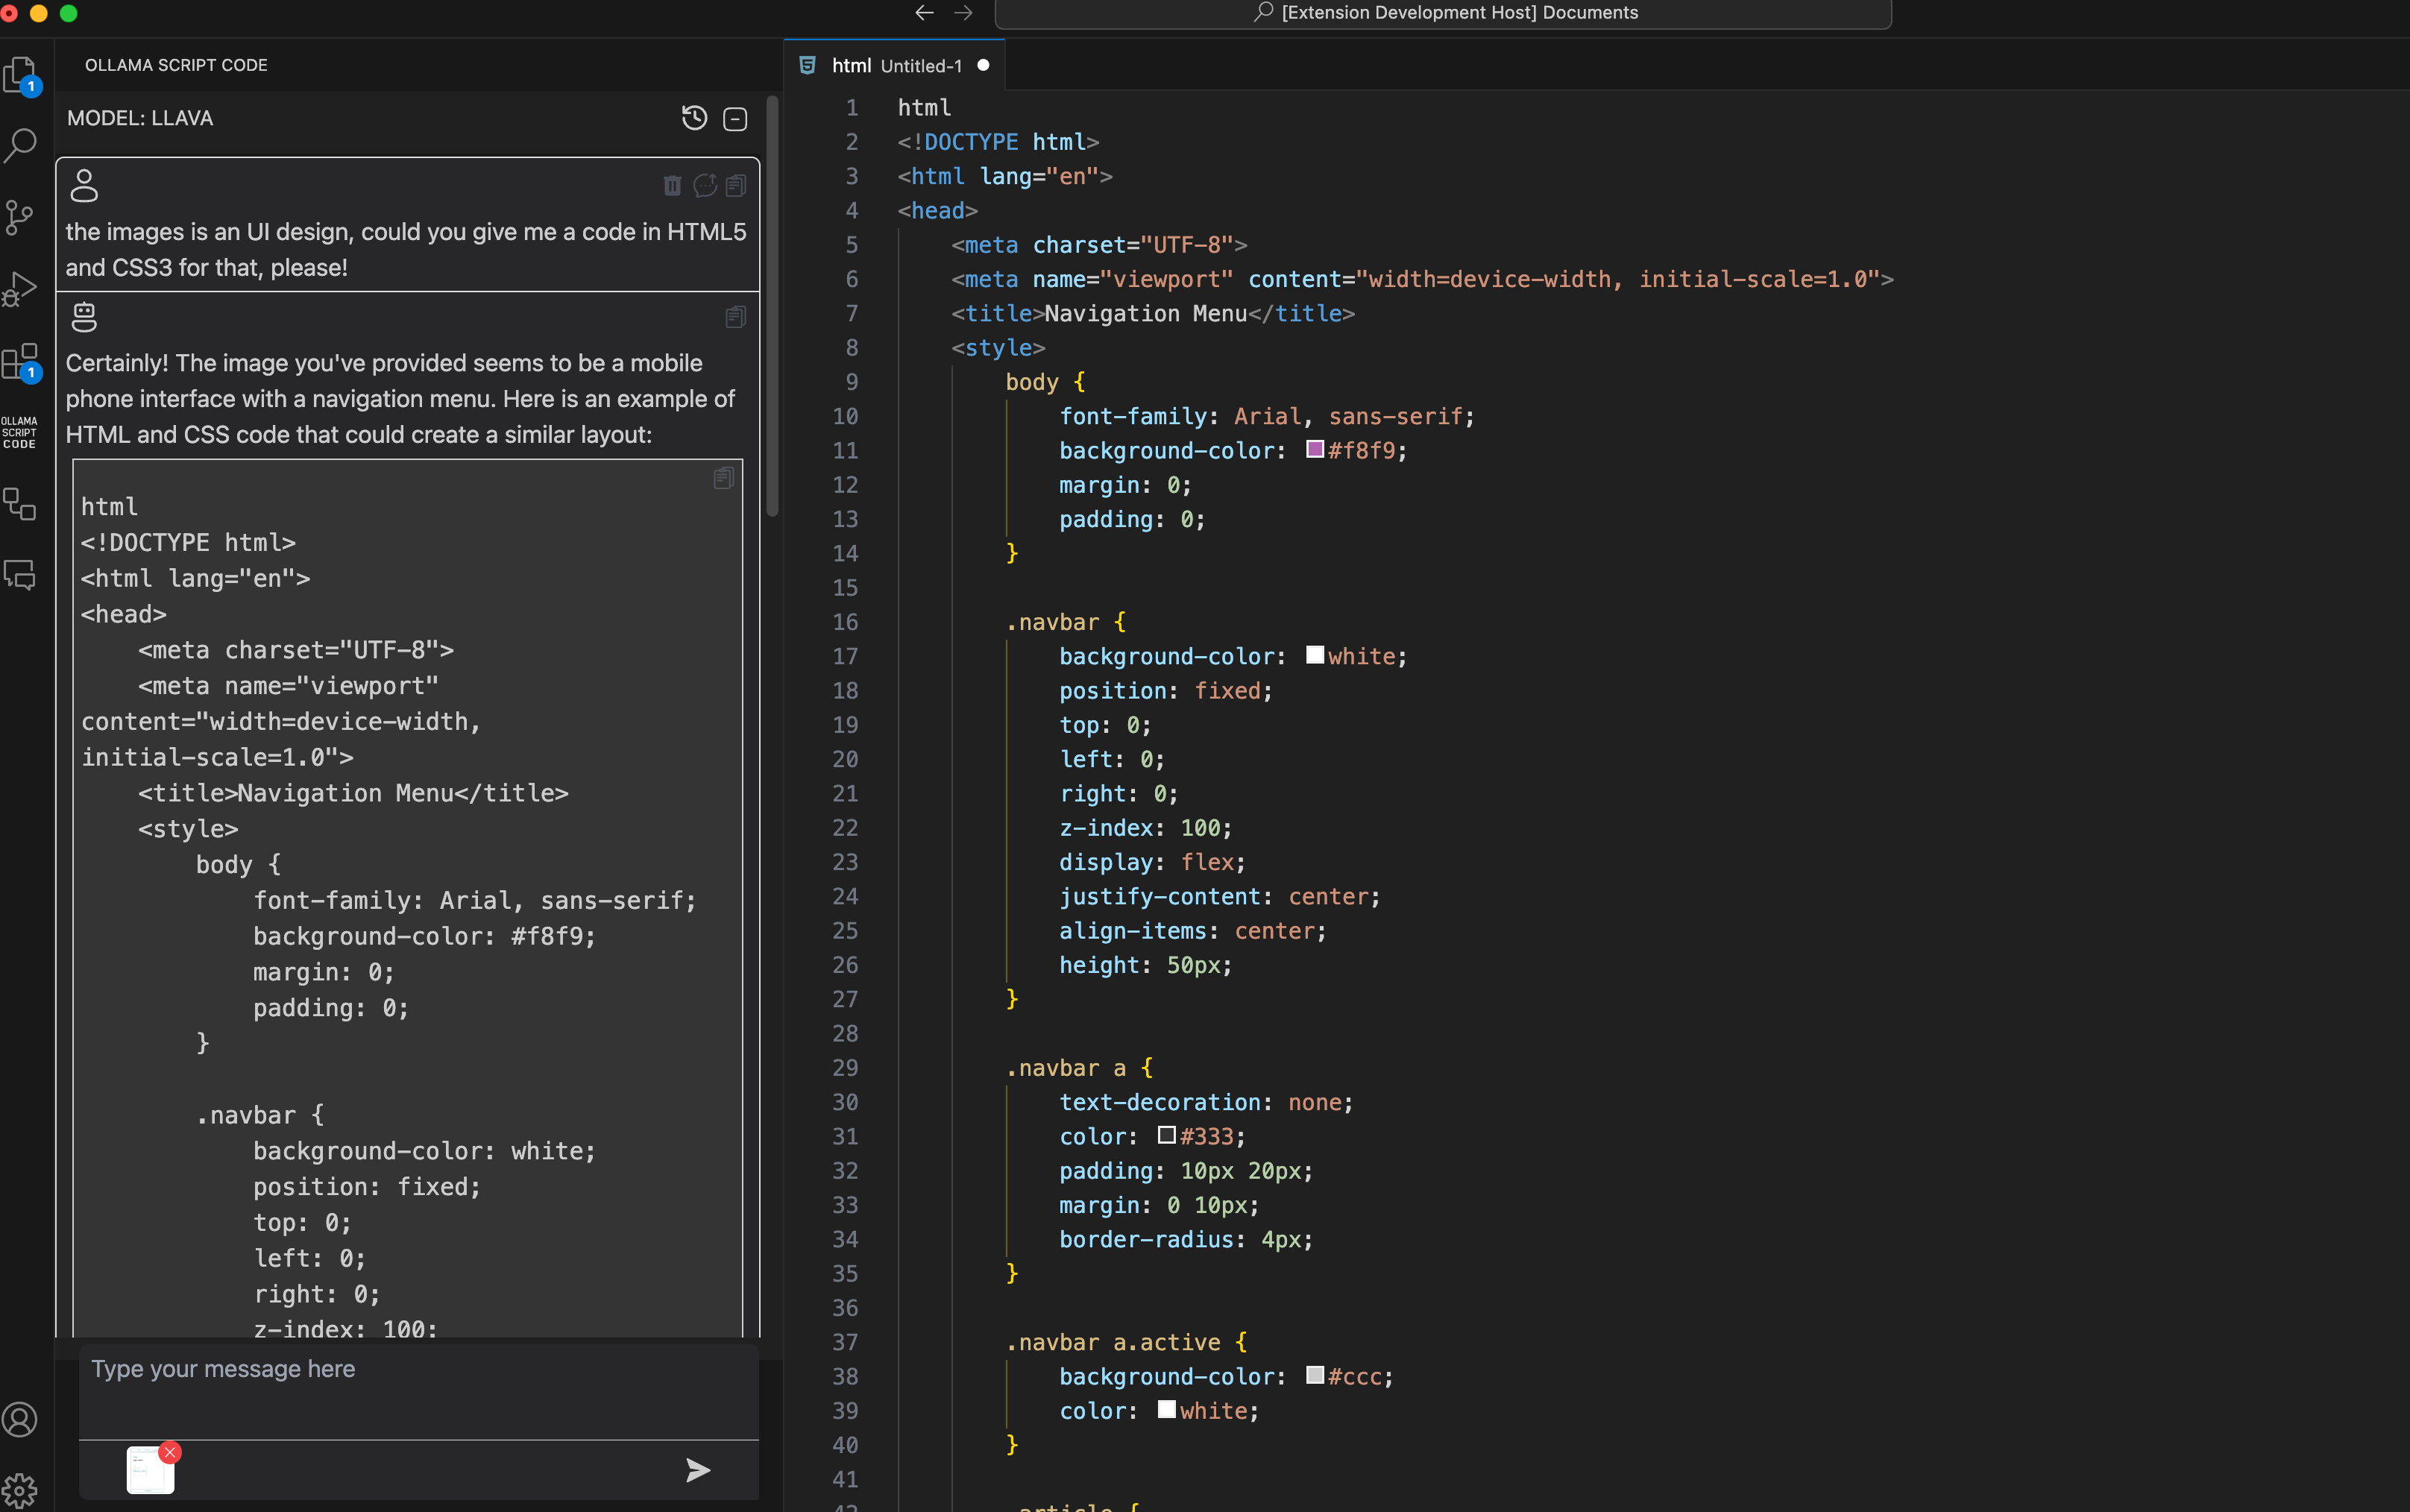 [Extension Development Host] Documents
1
1
OLLAMA
SCRIPT
CODE
OLLAMA SCRIPT CODE
MODEL: LLAVA
the images is an UI design, could you give me a code in HTML5
and CSS3 for that, please!
Certainly! The image you've provided seems to be a mobile
phone interface with a navigation menu. Here is an example of
HTML and CSS code that could create a similar layout:
html
<!DOCTYPE html>
<html lang="en">
<head>
    <meta charset="UTF-8">
    <meta name="viewport"
content="width=device-width,
initial-scale=1.0">
    <title>Navigation Menu</title>
    <style>
        body {
            font-family: Arial, sans-serif;
            background-color: #f8f9;
            margin: 0;
            padding: 0;
        }
        .navbar {
            background-color: white;
            position: fixed;
            top: 0;
            left: 0;
            right: 0;
            z-index: 100;
Type your message here
html Untitled-1
1 html
2 <!DOCTYPE html>
3 <html lang="en">
4 <head>
5     <meta charset="UTF-8">
6     <meta name="viewport" content="width=device-width, initial-scale=1.0">
7     <title>Navigation Menu</title>
8     <style>
9         body {
10             font-family: Arial, sans-serif;
11             background-color: #f8f9;
12             margin: 0;
13             padding: 0;
14         }
15
16         .navbar {
17             background-color: white;
18             position: fixed;
19             top: 0;
20             left: 0;
21             right: 0;
22             z-index: 100;
23             display: flex;
24             justify-content: center;
25             align-items: center;
26             height: 50px;
27         }
28
29         .navbar a {
30             text-decoration: none;
31             color: #333;
32             padding: 10px 20px;
33             margin: 0 10px;
34             border-radius: 4px;
35         }
36
37         .navbar a.active {
38             background-color: #ccc;
39             color: white;
40         }
41
42         .article {